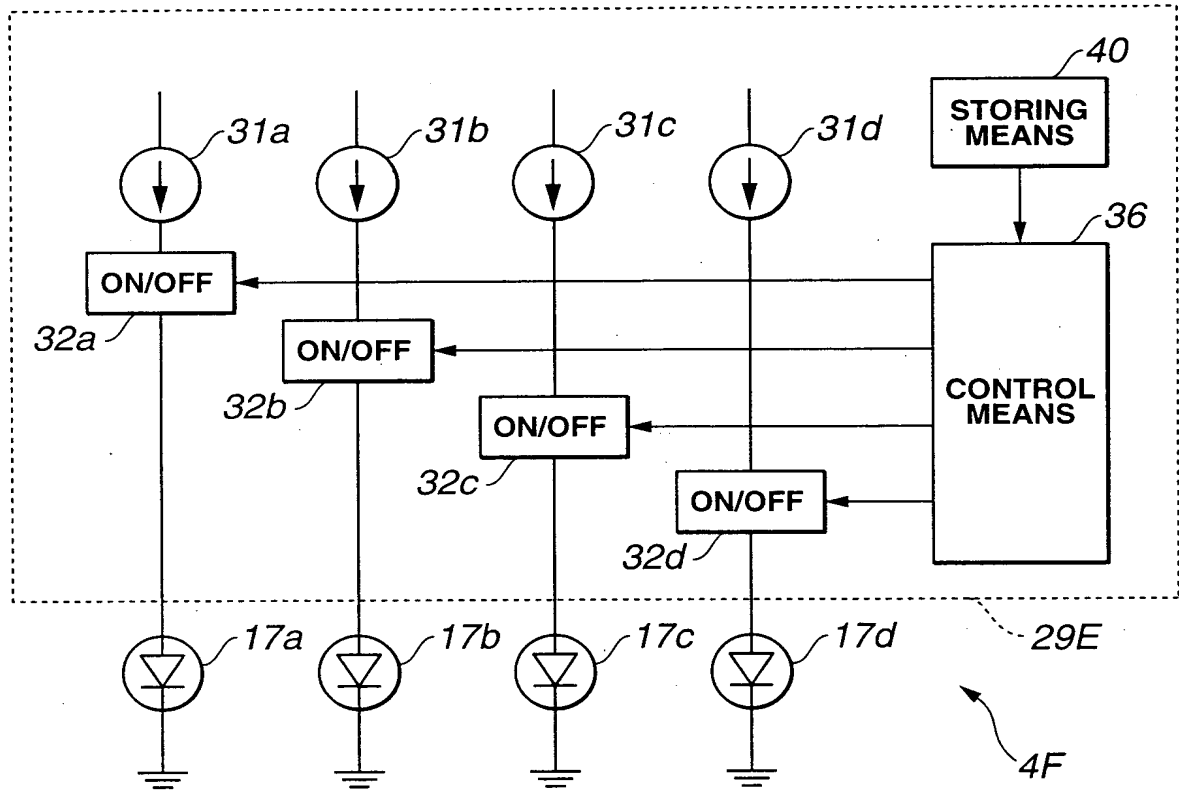 40
STORING
MEANS
31a
31b
31c
31d
36
ON/OFF
32a
ON/OFF
32b
CONTROL
MEANS
ON/OFF
32c
ON/OFF
32d
17a
17b
17c
17d
29E
4F